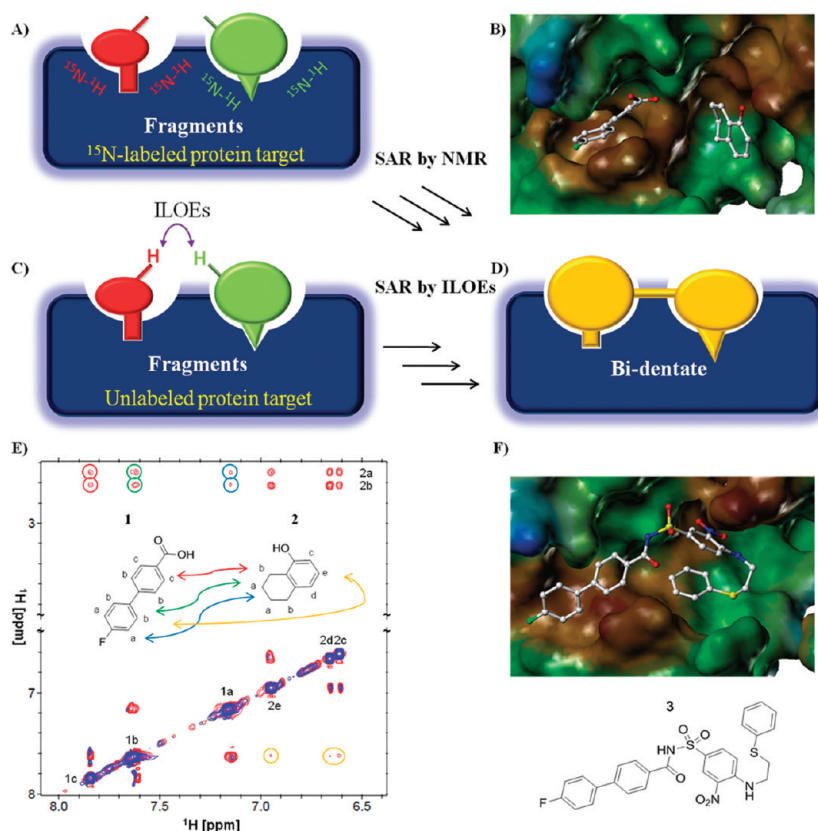 A)
¹⁵N-¹H
¹⁵N-¹H
¹⁵N-¹H
¹⁵N-¹H
Fragments
¹⁵N-labeled protein target
B)
SAR by NMR
ILOEs
C)
H
H
Fragments
Unlabeled protein target
SAR by ILOEs
D)
Bi-dentate
E)
2a
2b
3
1
2
O
OH
HO
c
c
b
b
c
b
a
e
b
b
a
d
a
b
F
a
¹H [ppm]
2d 2c
7
1a
2e
1b
1c
8
8.0
7.5
7.0
6.5
¹H [ppm]
F)
3
O
O
S
S
HN
O
NO₂
N
H
F